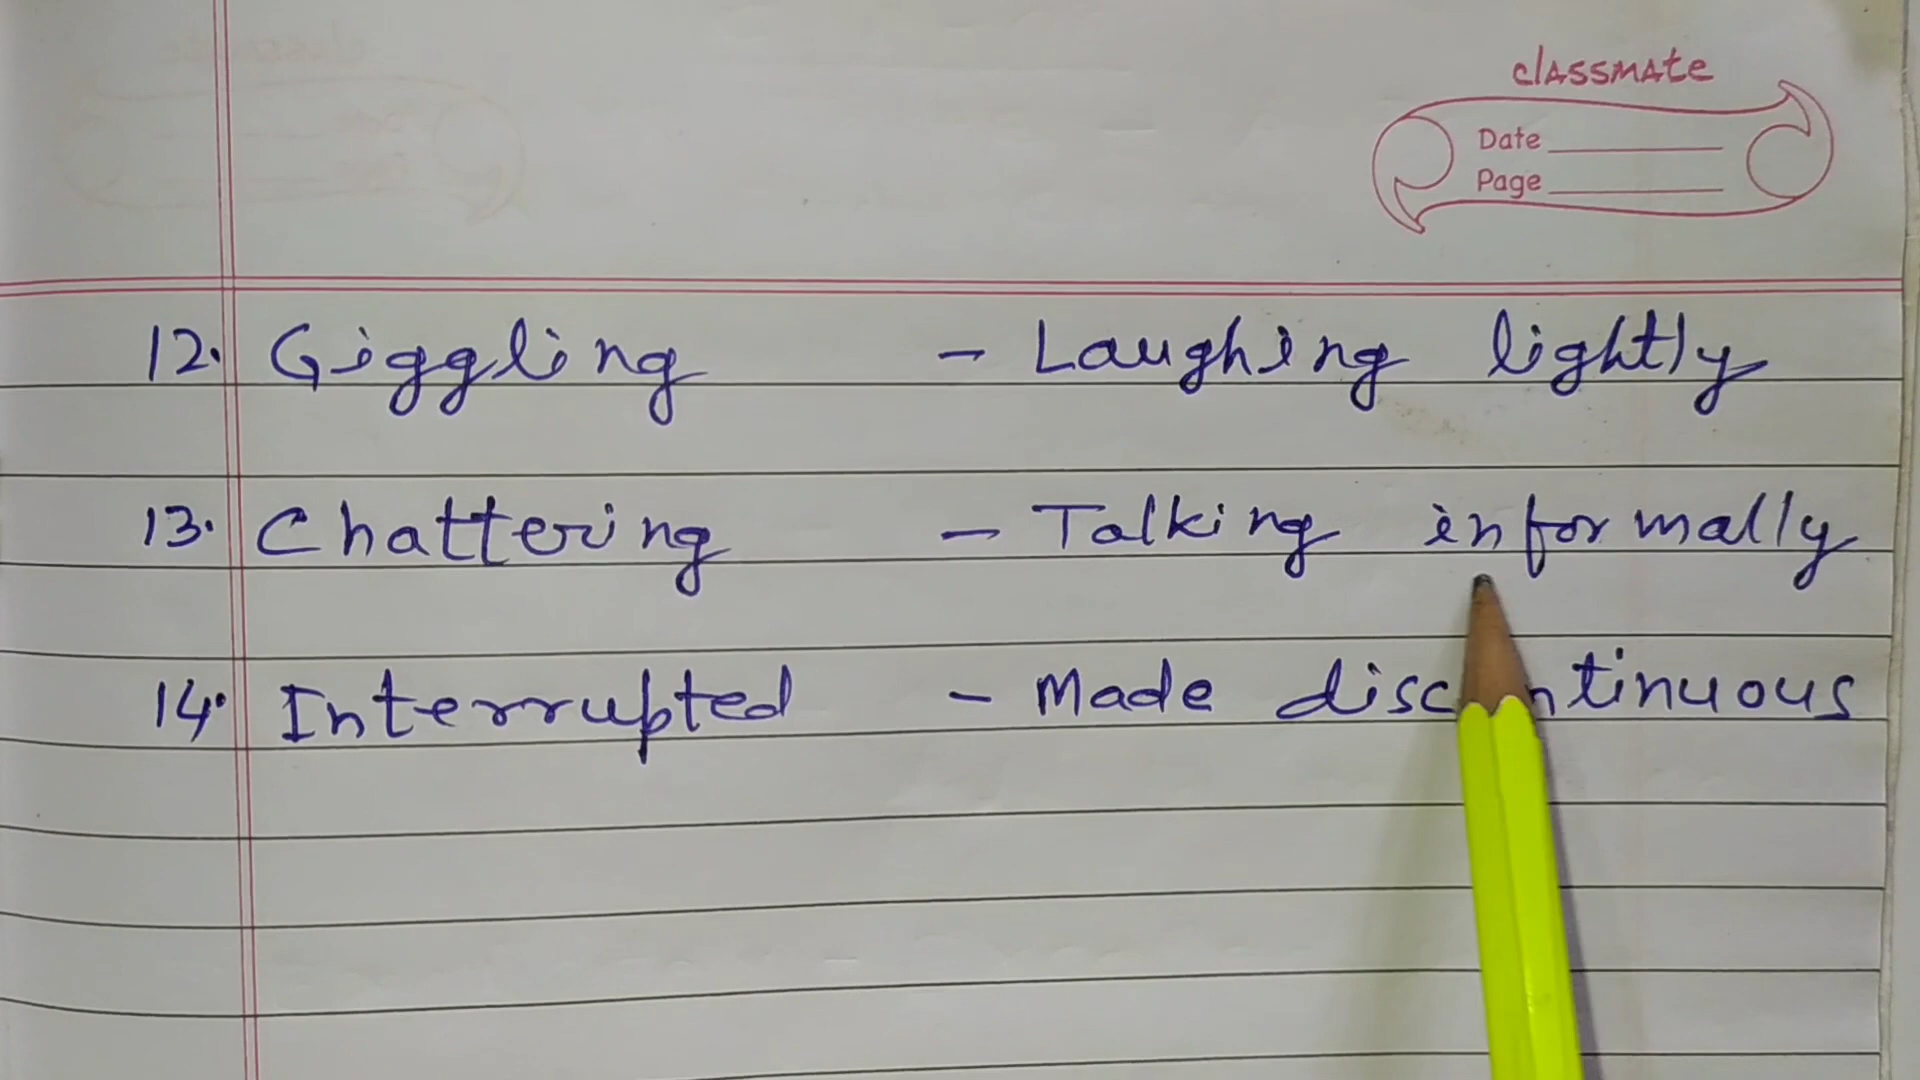 classmate
Date
Page
12. Giggling - Laughing lightly
13. Chattering - Talking informally
14. Interrupted - Made discontinuous